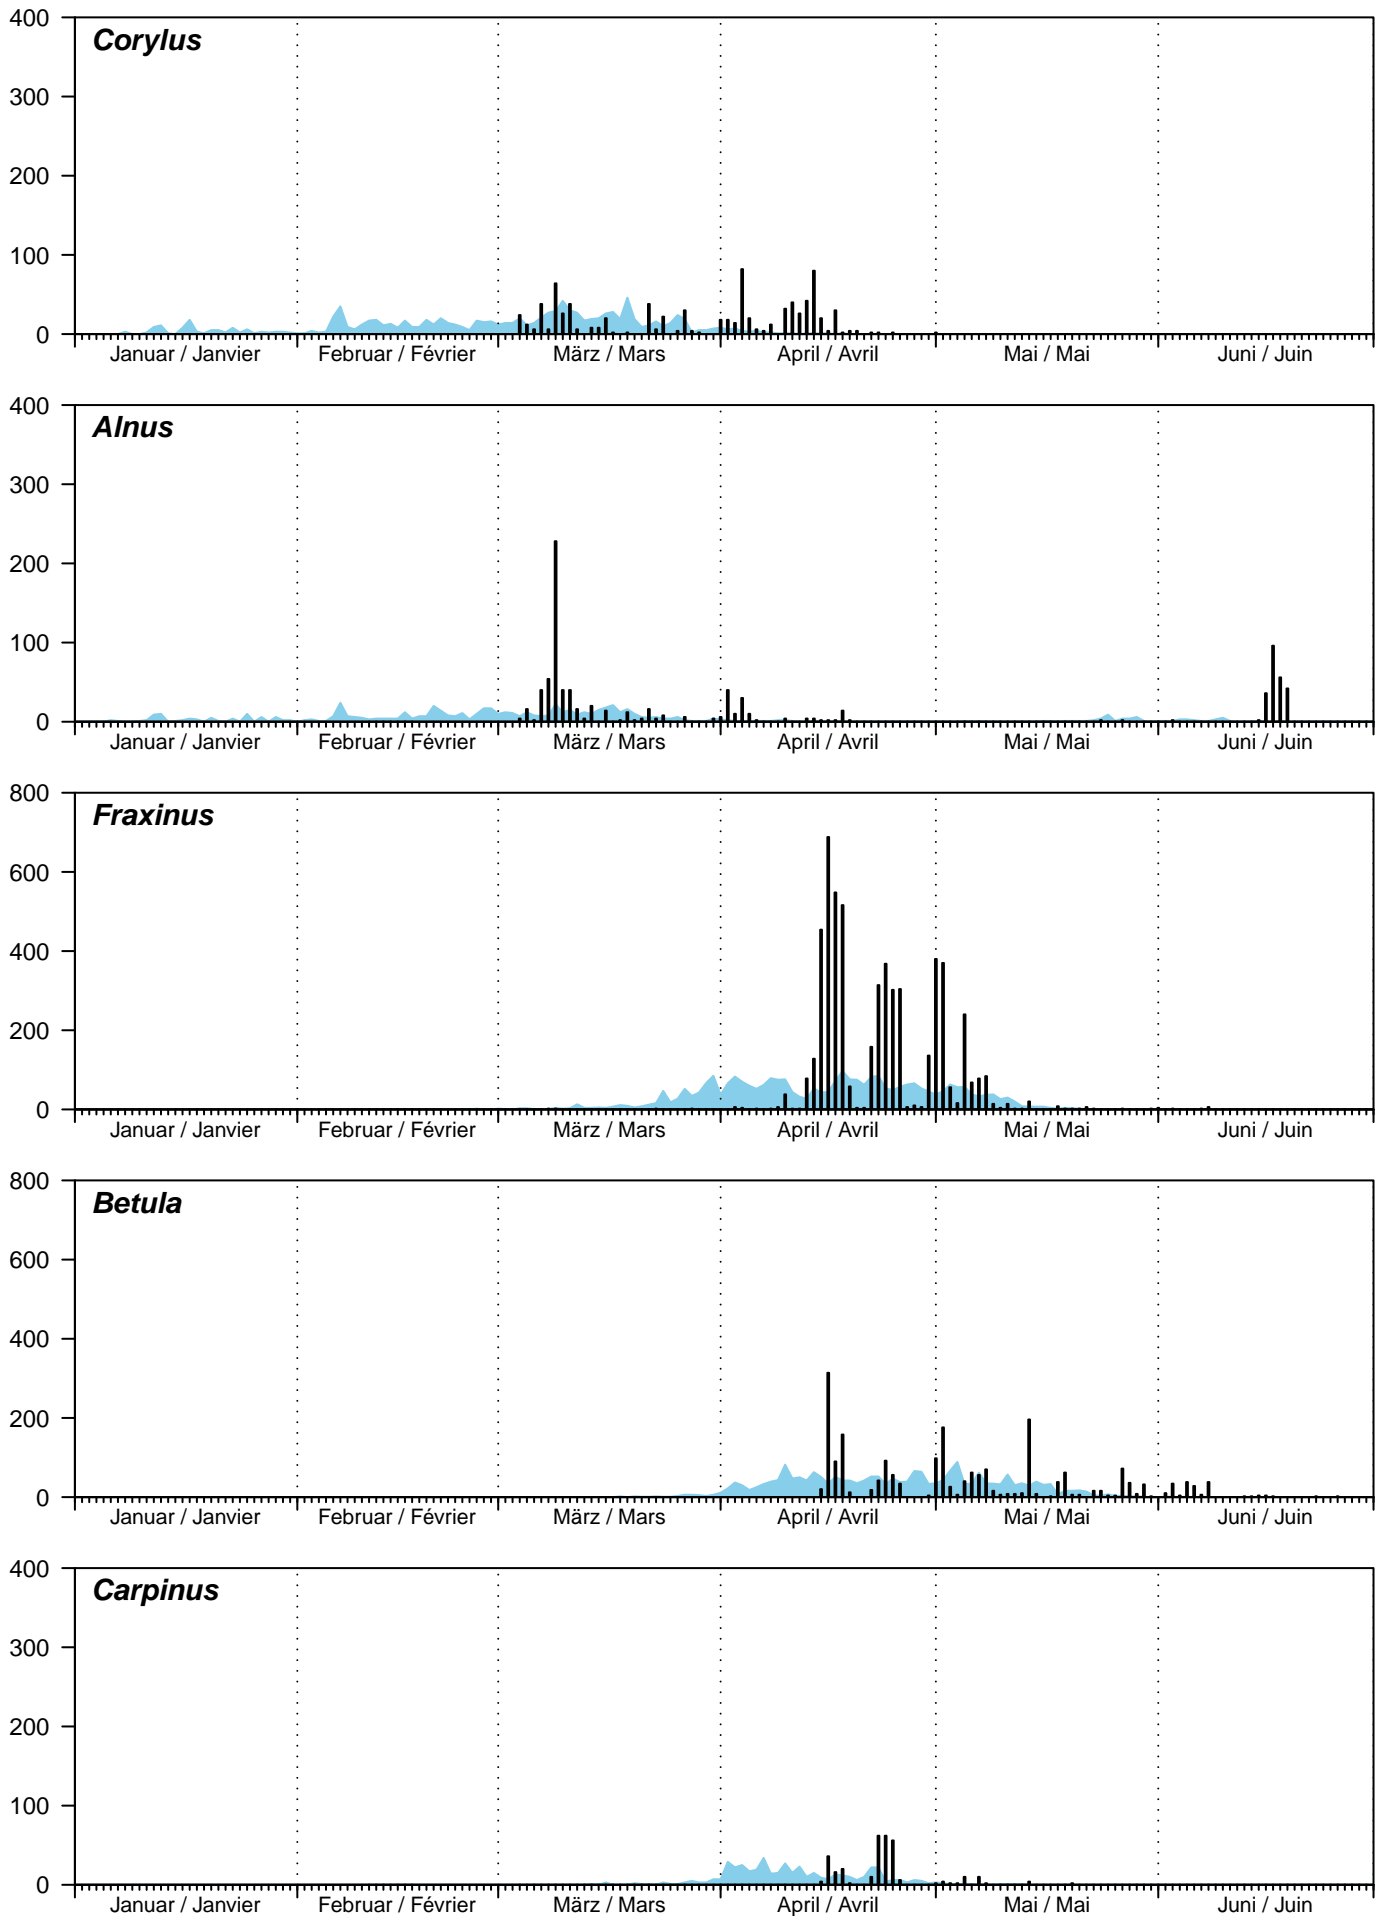 400
Corylus
300
200
100
0
Januar / Janvier Februar / Février März / Mars April / Avril Mai / Mai Juni / Juin
400
Alnus
300
200
100
0
Januar / Janvier Februar / Février März / Mars April / Avril Mai / Mai Juni / Juin
800
Fraxinus
600
400
200
0
Januar / Janvier Februar / Février März / Mars April / Avril Mai / Mai Juni / Juin
800
Betula
600
400
200
0
Januar / Janvier Februar / Février März / Mars April / Avril Mai / Mai Juni / Juin
400
Carpinus
300
200
100
0
Januar / Janvier Februar / Février März / Mars April / Avril Mai / Mai Juni / Juin